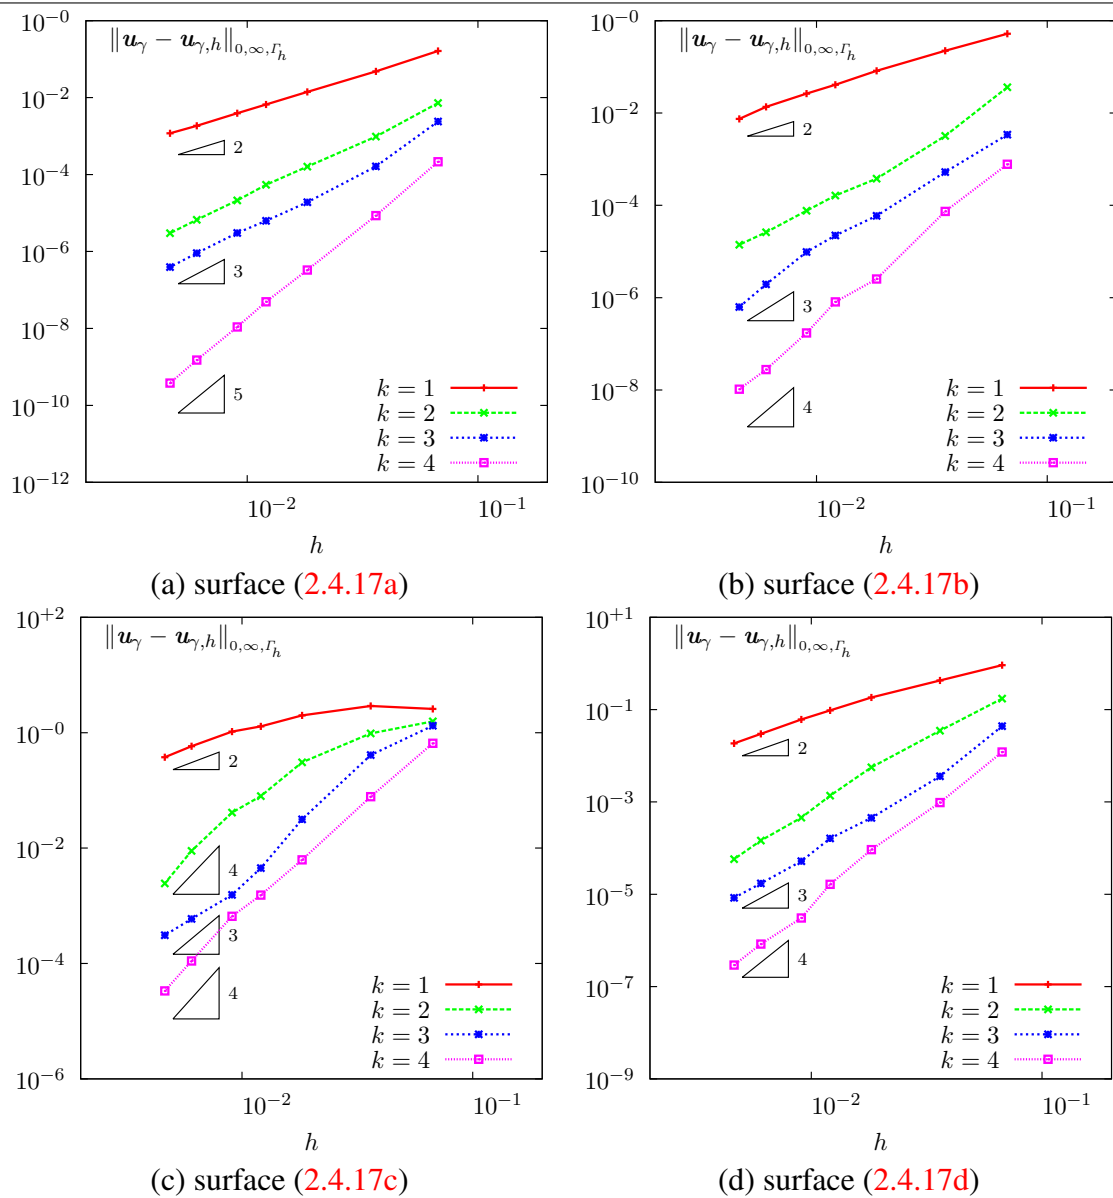 ‖u_γ − u_γ,h‖_0,∞,Γ_h
10^−0
10^−2
10^−4
10^−6
10^−8
10^−10
10^−12
2
3
5
k = 1
k = 2
k = 3
k = 4
10^−2 10^−1
h
(a) surface (2.4.17a)
‖u_γ − u_γ,h‖_0,∞,Γ_h
10^−0
10^−2
10^−4
10^−6
10^−8
10^−10
2
3
4
k = 1
k = 2
k = 3
k = 4
10^−2 10^−1
h
(b) surface (2.4.17b)
‖u_γ − u_γ,h‖_0,∞,Γ_h
10^+2
10^−0
10^−2
10^−4
10^−6
2
4
3
4
k = 1
k = 2
k = 3
k = 4
10^−2 10^−1
h
(c) surface (2.4.17c)
‖u_γ − u_γ,h‖_0,∞,Γ_h
10^+1
10^−1
10^−3
10^−5
10^−7
10^−9
2
3
4
k = 1
k = 2
k = 3
k = 4
10^−2 10^−1
h
(d) surface (2.4.17d)